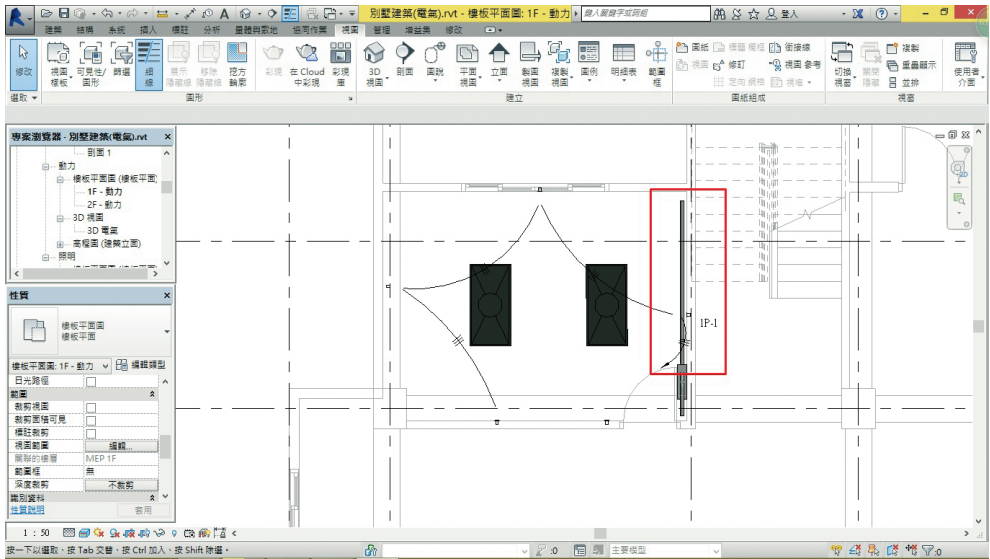 別墅建築(電氣).rvt - 樓板平面圖: 1F - 動力
鍵入關鍵字或詞組
登入
建築 結構 系統 插入 標註 分析 量體與敷地 協同作業 視圖 管理 增益集 修改
修改
視圖樣板
可見性/圖形
篩選
細線
展示隱藏線
移除隱藏線
挖方輪廓
彩現
在 Cloud 中彩現
彩現庫
3D 視圖
剖面
圖說
平面視圖
立面
製圖視圖
複製視圖
圖例
明細表
範圍框
圖紙
標題欄框
銜接線
視圖
修訂
視圖 參考
定向 網格
視埠
切換視窗
關閉隱藏
複製
重疊顯示
並排
使用者介面
選取
圖形
建立
圖紙組成
視窗
專案瀏覽器 - 別墅建築(電氣).rvt
剖面 1
動力
樓板平面圖 (樓板平面)
1F - 動力
2F - 動力
3D 視圖
3D 電氣
高程圖 (建築立面)
照明
性質
樓板平面圖
樓板平面
樓板平面圖: 1F - 動力
編輯類型
日光路徑
範圍
裁剪視圖
裁剪面積可見
標註裁剪
視圖範圍 編輯...
關聯的樓層 MEP 1F
範圍框 無
深度裁剪 不裁剪
識別資料
性質說明
套用
1P-1
2D
1 : 50
按一下以選取、按 Tab 交替、按 Ctrl 加入、按 Shift 除選。
:0
主要模型
:0